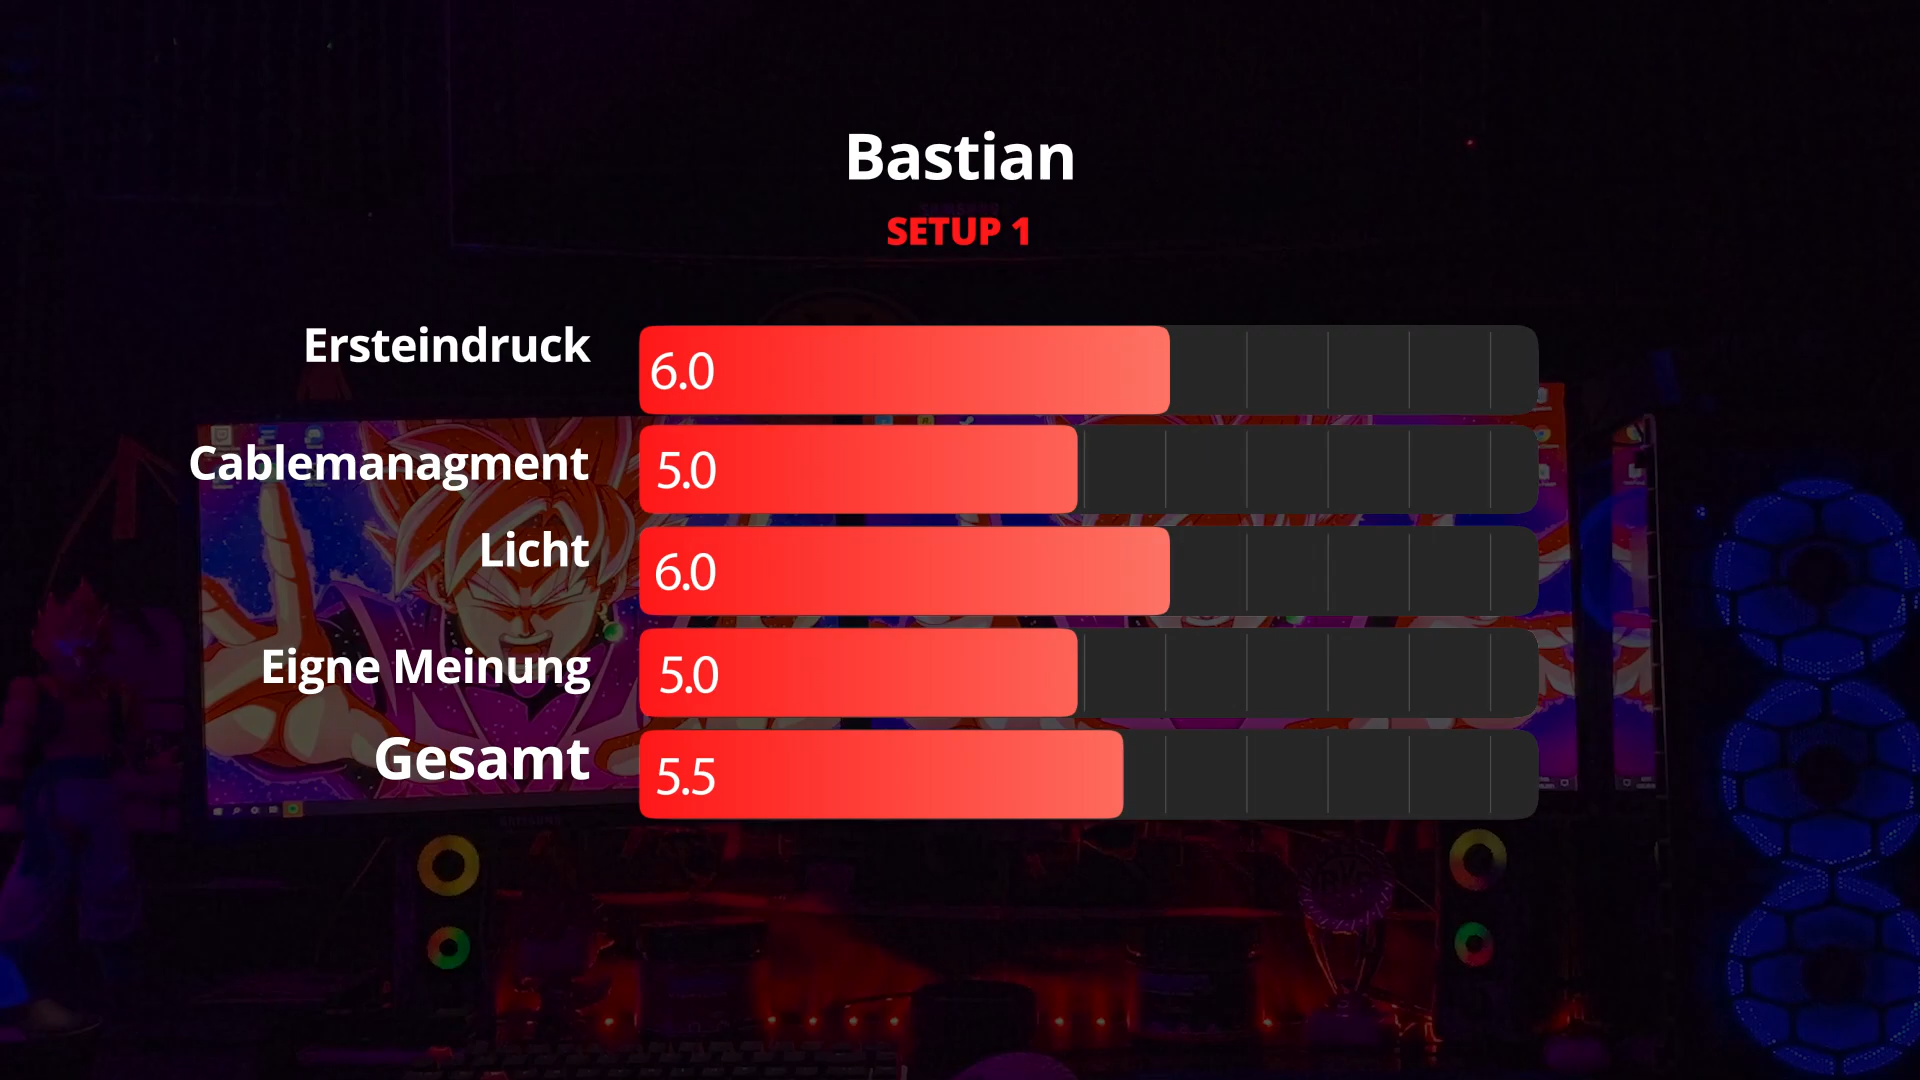 Bastian
SETUP 1
Ersteindruck
6.0
Cablemanagment
5.0
Licht
6.0
Eigne Meinung
5.0
Gesamt
5.5
SAMSUNG